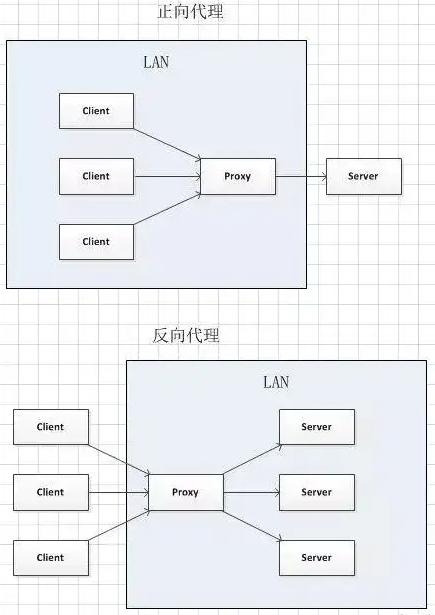 正向代理
LAN
Client
Client
Proxy
Server
Client
反向代理
LAN
Client
Server
Client
Proxy
Server
Client
Server